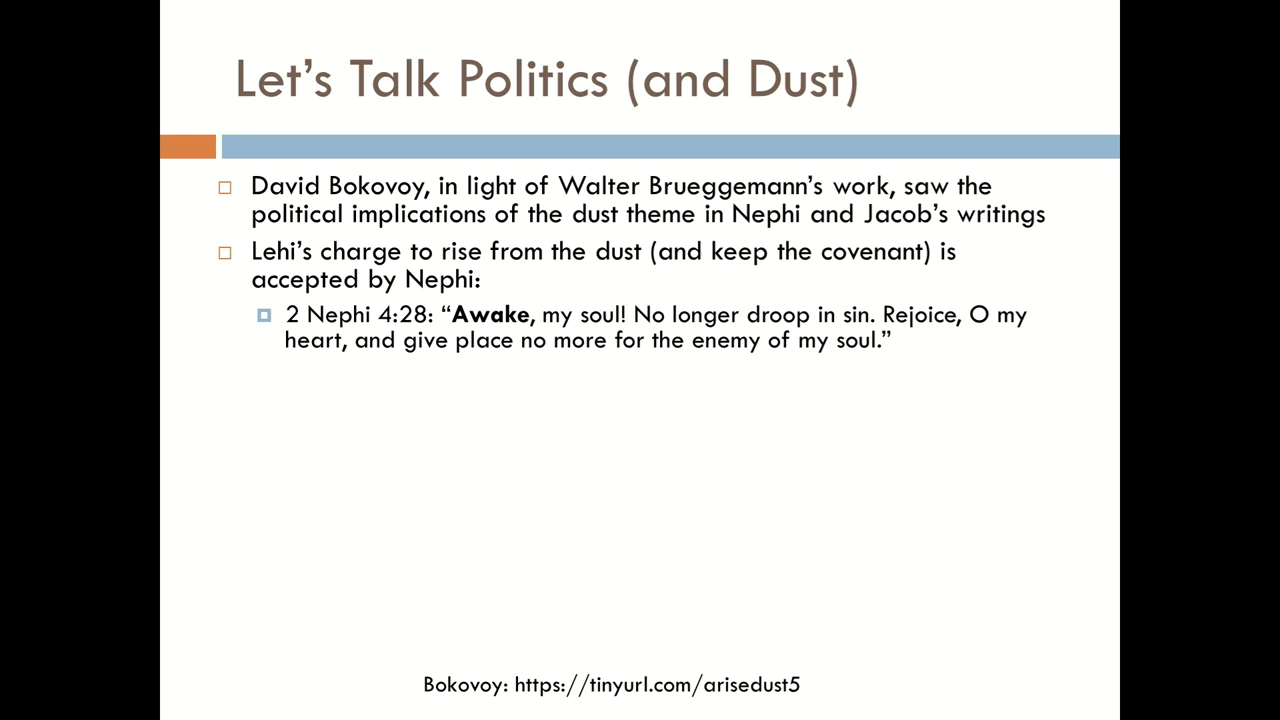 Let’s Talk Politics (and Dust)
David Bokovoy, in light of Walter Brueggemann’s work, saw the
political implications of the dust theme in Nephi and Jacob’s writings
Lehi’s charge to rise from the dust (and keep the covenant) is
accepted by Nephi:
2 Nephi 4:28: “Awake, my soul! No longer droop in sin. Rejoice, O my
heart, and give place no more for the enemy of my soul.”
Bokovoy: https://tinyurl.com/arisedust5